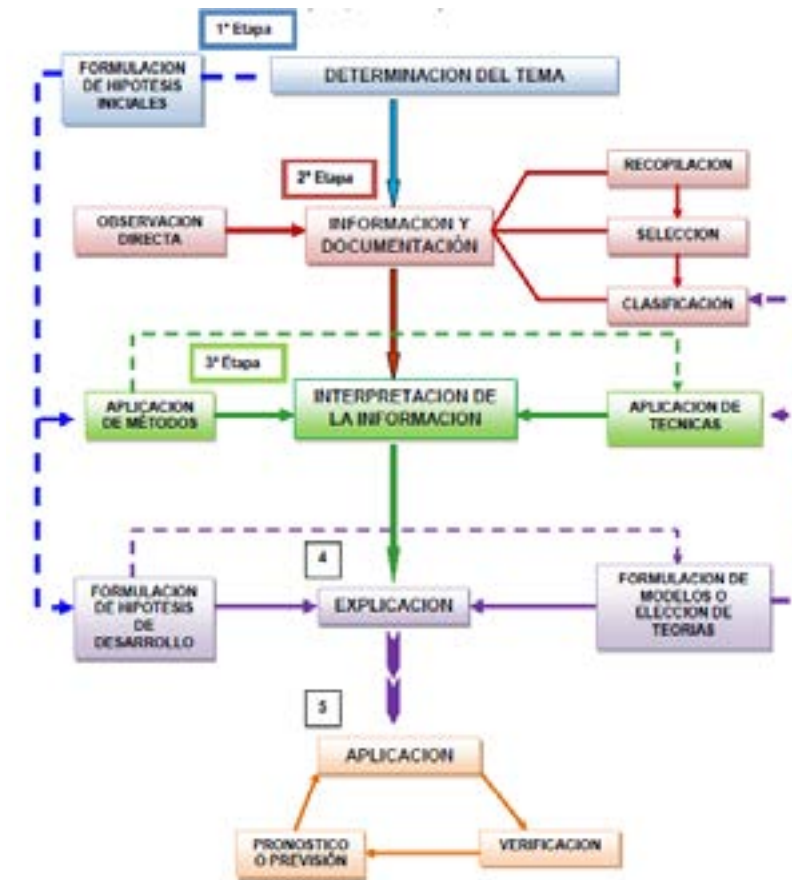 1ª Etapa
FORMULACION
DE HIPOTESIS
INICIALES
DETERMINACION DEL TEMA
2ª Etapa
RECOPILACION
OBSERVACION
DIRECTA
INFORMACION Y
DOCUMENTACIÓN
SELECCION
CLASIFICACION
3ª Etapa
APLICACION
DE MÉTODOS
INTERPRETACION DE
LA INFORMACION
APLICACION DE
TECNICAS
4
FORMULACION
DE HIPOTESIS
DE
DESARROLLO
EXPLICACION
FORMULACION DE
MODELOS O
ELECCION DE
TEORIAS
5
APLICACION
PRONOSTICO
O PREVISIÓN
VERIFICACION